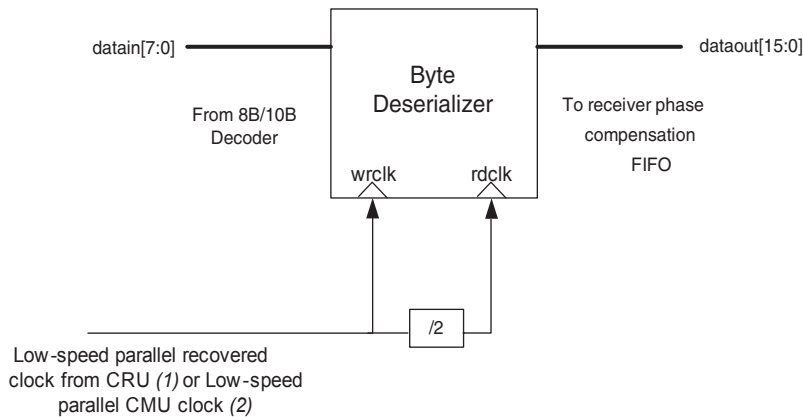 datain[7:0]
dataout[15:0]
Byte
Deserializer
From 8B/10B
Decoder
To receiver phase
compensation
FIFO
wrclk
rdclk
/2
Low-speed parallel recovered
clock from CRU (1) or Low-speed
parallel CMU clock (2)